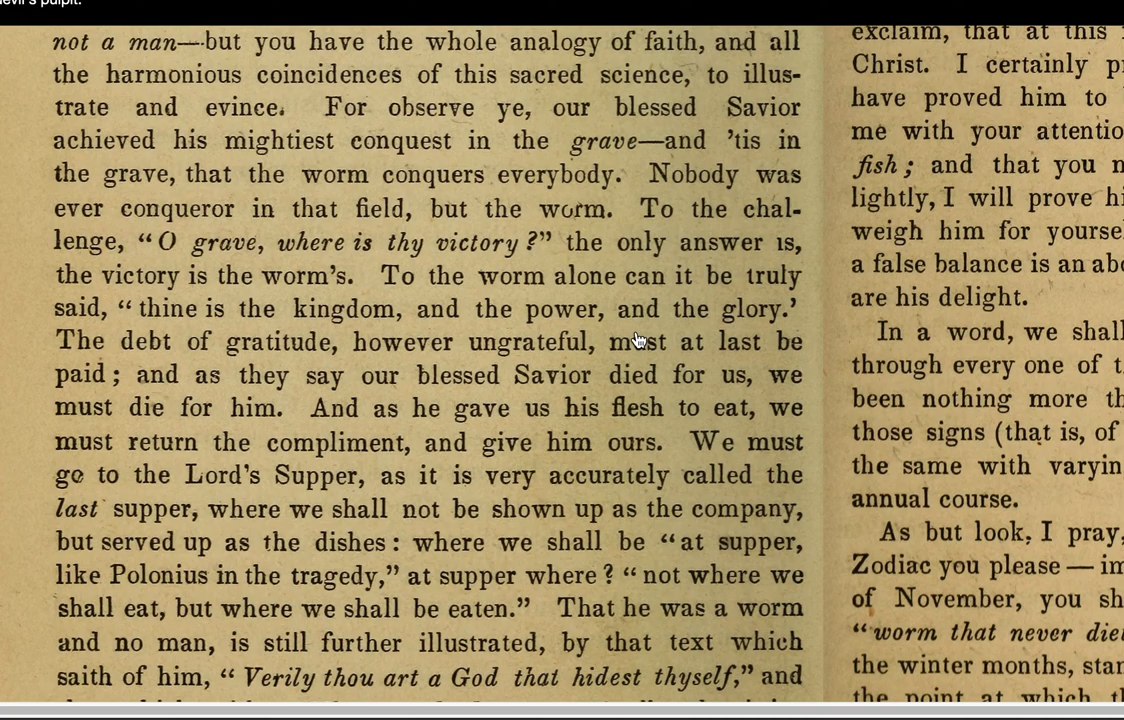 devil's pulpit.
not a man—but you have the whole analogy of faith, and all
the harmonious coincidences of this sacred science, to illus-
trate and evince. For observe ye, our blessed Savior
achieved his mightiest conquest in the grave—and 'tis in
the grave, that the worm conquers everybody. Nobody was
ever conqueror in that field, but the worm. To the chal-
lenge, "O grave, where is thy victory?" the only answer is,
the victory is the worm's. To the worm alone can it be truly
said, "thine is the kingdom, and the power, and the glory.'
The debt of gratitude, however ungrateful, must at last be
paid; and as they say our blessed Savior died for us, we
must die for him. And as he gave us his flesh to eat, we
must return the compliment, and give him ours. We must
go to the Lord's Supper, as it is very accurately called the
last supper, where we shall not be shown up as the company,
but served up as the dishes: where we shall be "at supper,
like Polonius in the tragedy," at supper where? "not where we
shall eat, but where we shall be eaten." That he was a worm
and no man, is still further illustrated, by that text which
saith of him, "Verily thou art a God that hidest thyself," and
exclaim, that at this
Christ. I certainly
have proved him to
me with your
fish; and that you
lightly, I will prove
weigh him for
a false balance is an
are his delight.
In a word, we shall
through every one of
been nothing more
those signs (that is, of
the same with
annual course.
As but look, I pray,
Zodiac you please —
of November, you
"worm that never
the winter months,
the point at which